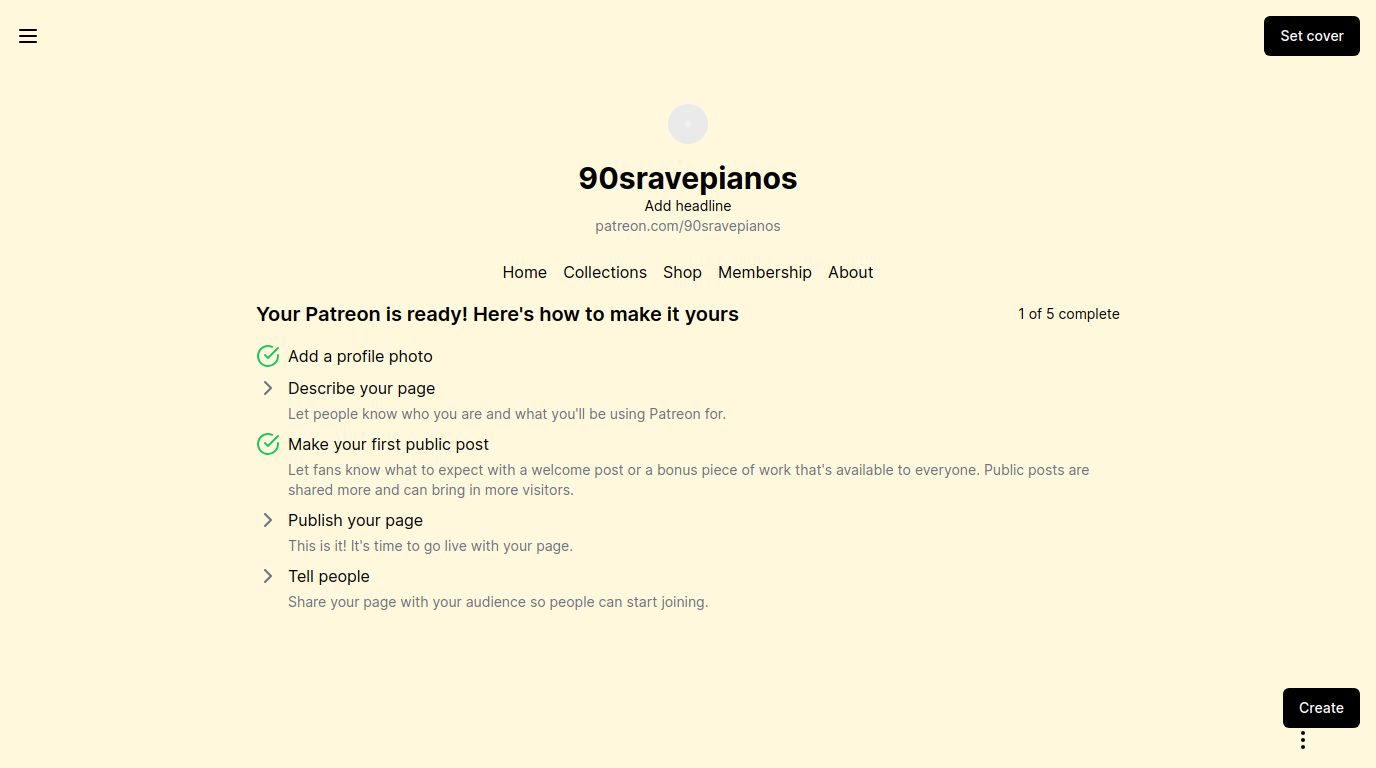 Set cover
90sravepianos
Add headline
patreon.com/90sravepianos
Home Collections Shop Membership About
Your Patreon is ready! Here's how to make it yours
1 of 5 complete
Add a profile photo
Describe your page
Let people know who you are and what you'll be using Patreon for.
Make your first public post
Let fans know what to expect with a welcome post or a bonus piece of work that's available to everyone. Public posts are
shared more and can bring in more visitors.
Publish your page
This is it! It's time to go live with your page.
Tell people
Share your page with your audience so people can start joining.
Create